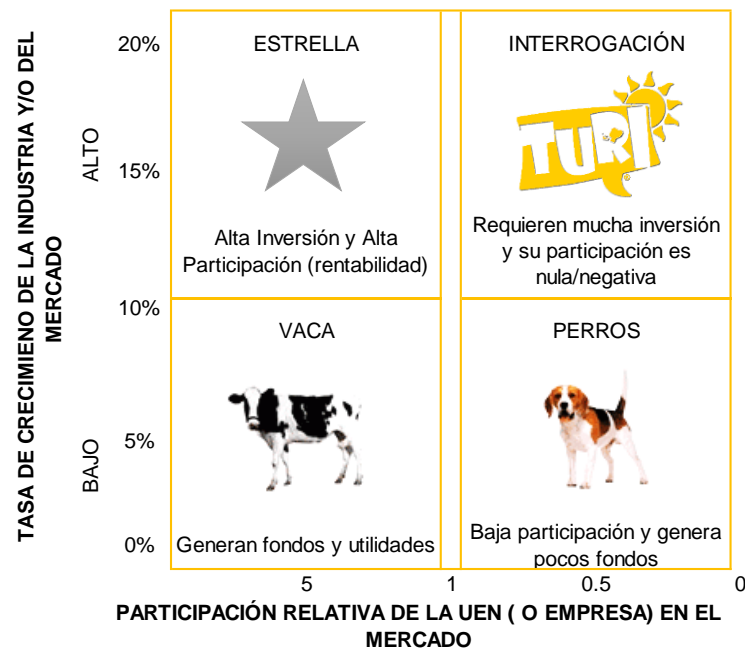 TASA DE CRECIMIENO DE LA INDUSTRIA Y/O DEL
MERCADO
ALTO
BAJO
20%
15%
10%
5%
0%
ESTRELLA
Alta Inversión y Alta
Participación (rentabilidad)
INTERROGACIÓN
TURI
Requieren mucha inversión
y su participación es
nula/negativa
VACA
Generan fondos y utilidades
PERROS
Baja participación y genera
pocos fondos
5
1
0.5
0
PARTICIPACIÓN RELATIVA DE LA UEN ( O EMPRESA) EN EL
MERCADO